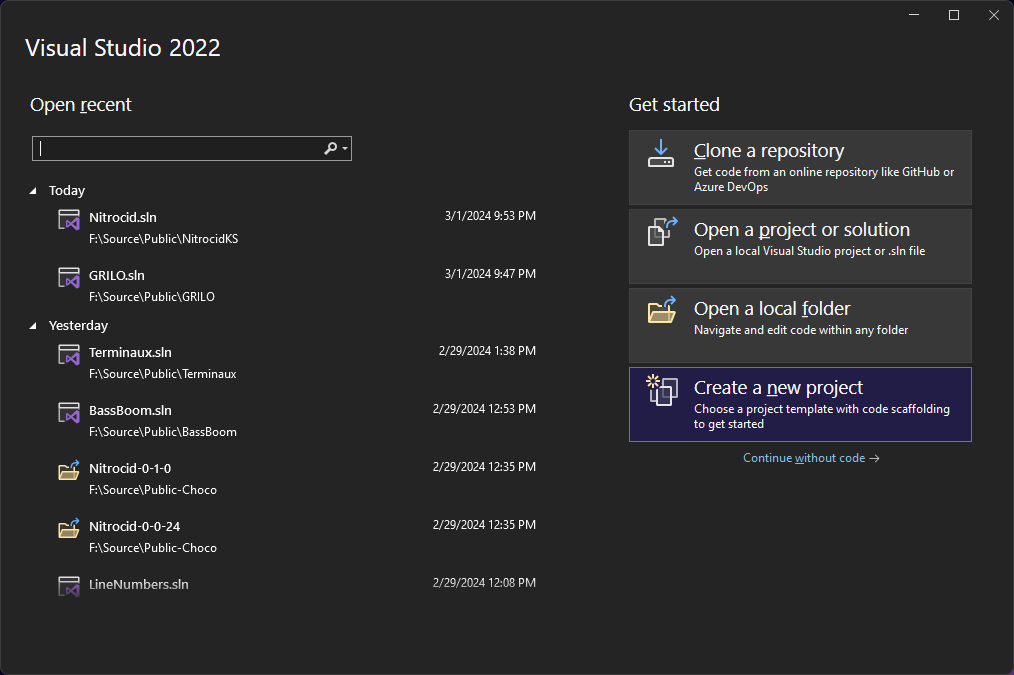 Visual Studio 2022
Open recent
Today
Nitrocid.sln 3/1/2024 9:53 PM
F:\Source\Public\NitrocidKS
GRILO.sln 3/1/2024 9:47 PM
F:\Source\Public\GRILO
Yesterday
Terminaux.sln 2/29/2024 1:38 PM
F:\Source\Public\Terminaux
BassBoom.sln 2/29/2024 12:53 PM
F:\Source\Public\BassBoom
Nitrocid-0-1-0 2/29/2024 12:35 PM
F:\Source\Public-Choco
Nitrocid-0-0-24 2/29/2024 12:35 PM
F:\Source\Public-Choco
LineNumbers.sln 2/29/2024 12:08 PM
Get started
Clone a repository
Get code from an online repository like GitHub or
Azure DevOps
Open a project or solution
Open a local Visual Studio project or .sln file
Open a local folder
Navigate and edit code within any folder
Create a new project
Choose a project template with code scaffolding
to get started
Continue without code →